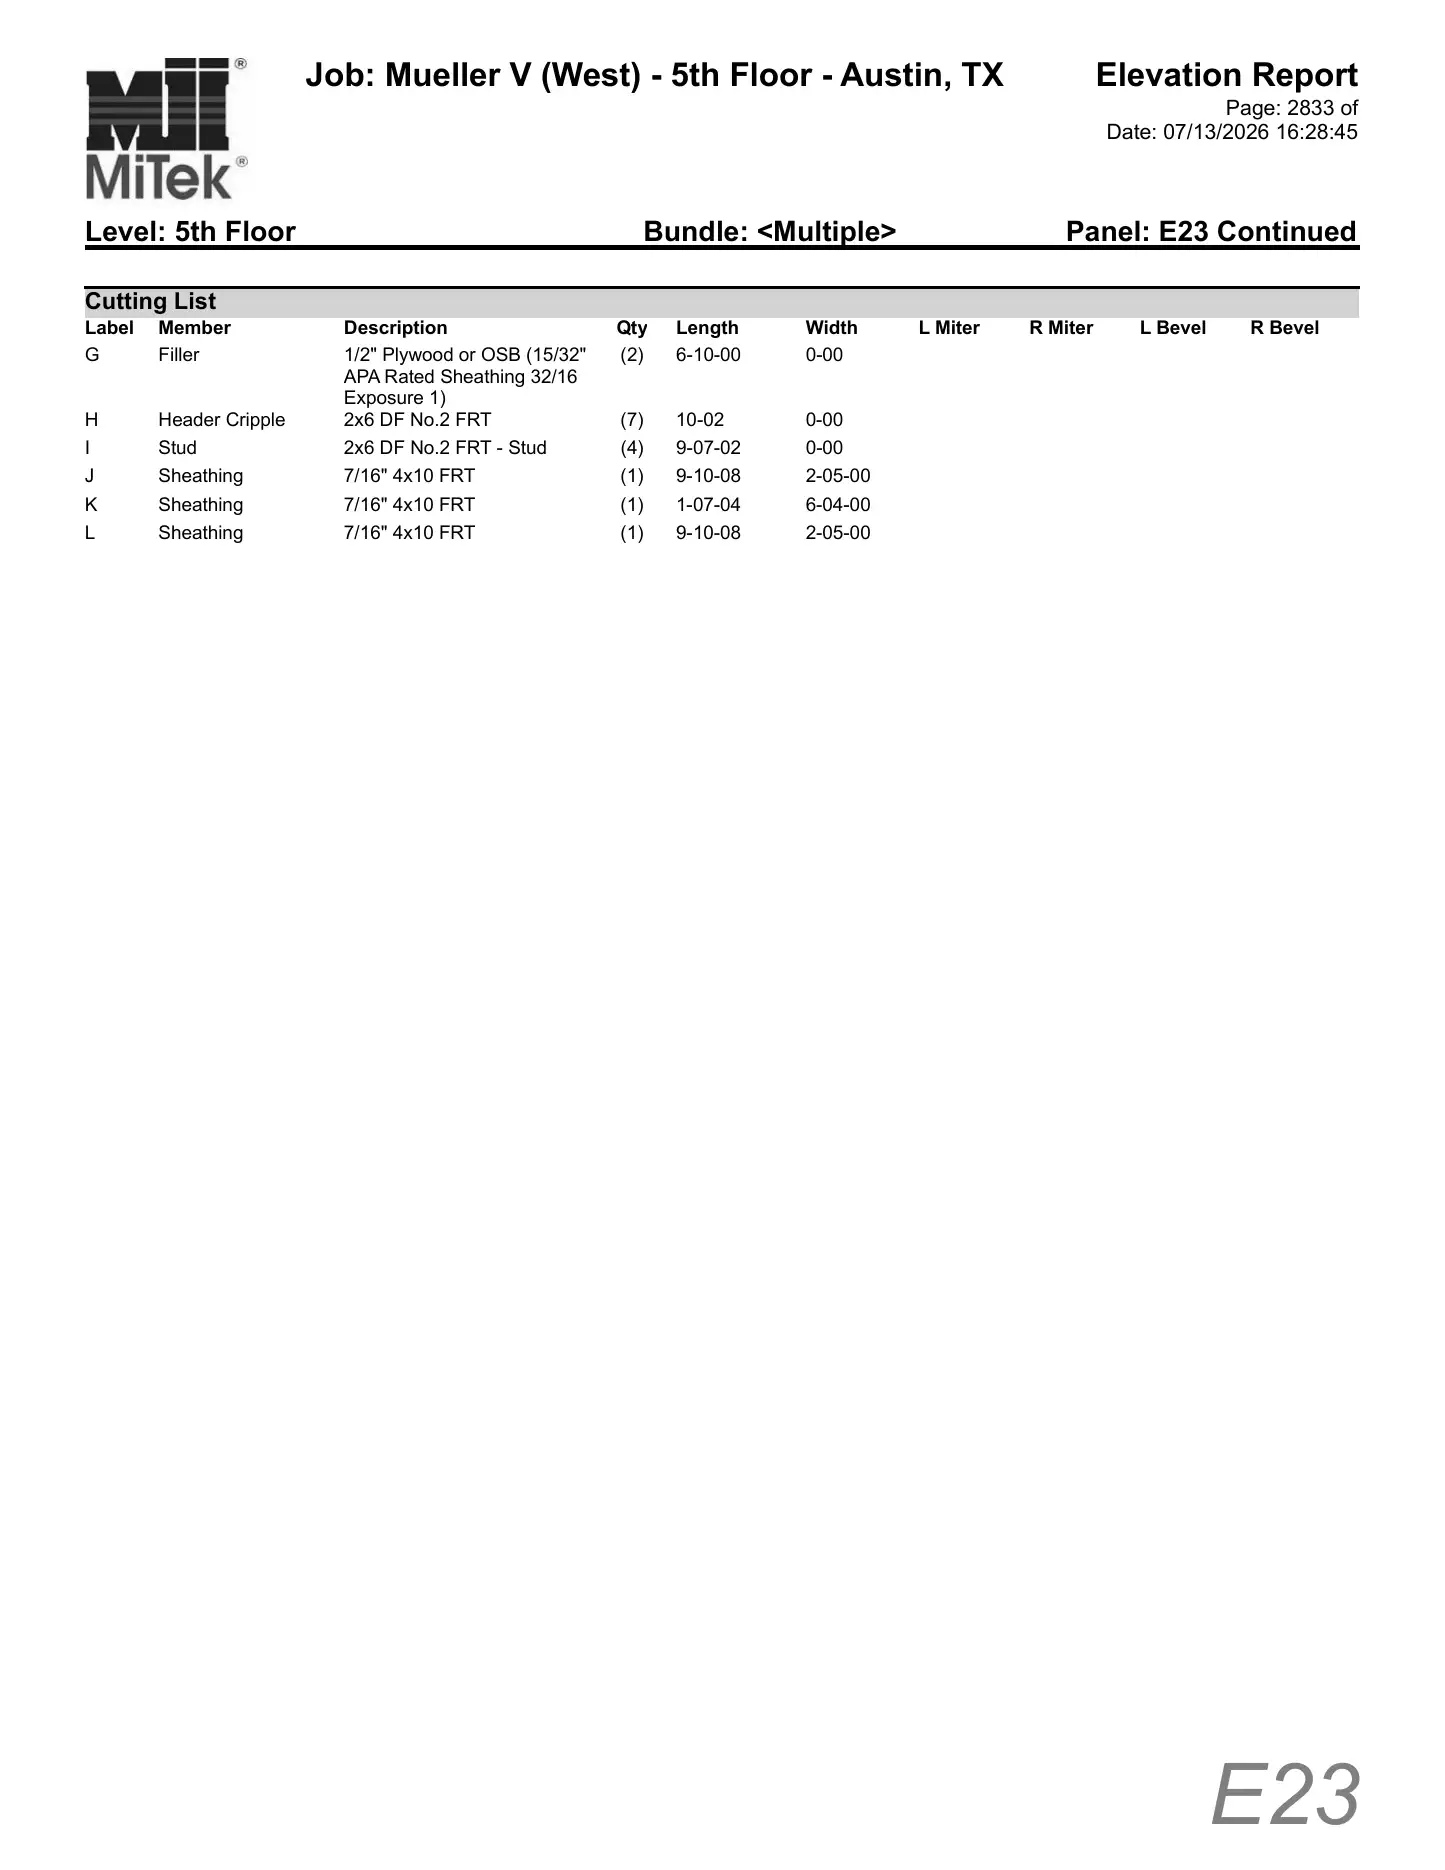 MiTek®
Job: Mueller V (West) - 5th Floor - Austin, TX
Elevation Report
Page: 2833 of
Date: 07/13/2026 16:28:45
Level: 5th Floor Bundle: <Multiple> Panel: E23 Continued
Cutting List
Label Member Description Qty Length Width L Miter R Miter L Bevel R Bevel
G Filler 1/2" Plywood or OSB (15/32" (2) 6-10-00 0-00
APA Rated Sheathing 32/16
Exposure 1)
H Header Cripple 2x6 DF No.2 FRT (7) 10-02 0-00
I Stud 2x6 DF No.2 FRT - Stud (4) 9-07-02 0-00
J Sheathing 7/16" 4x10 FRT (1) 9-10-08 2-05-00
K Sheathing 7/16" 4x10 FRT (1) 1-07-04 6-04-00
L Sheathing 7/16" 4x10 FRT (1) 9-10-08 2-05-00
E23